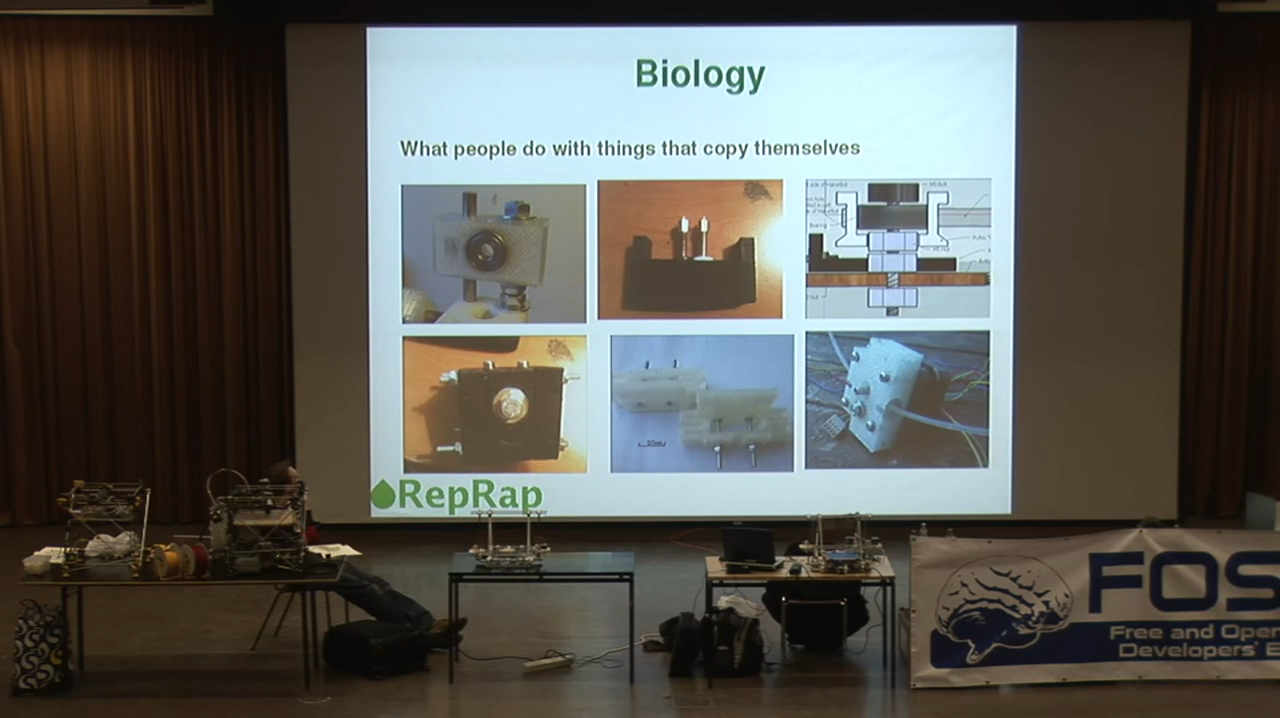 Biology
What people do with things that copy themselves
RepRap
FOS
Free and Oper
Developers' E